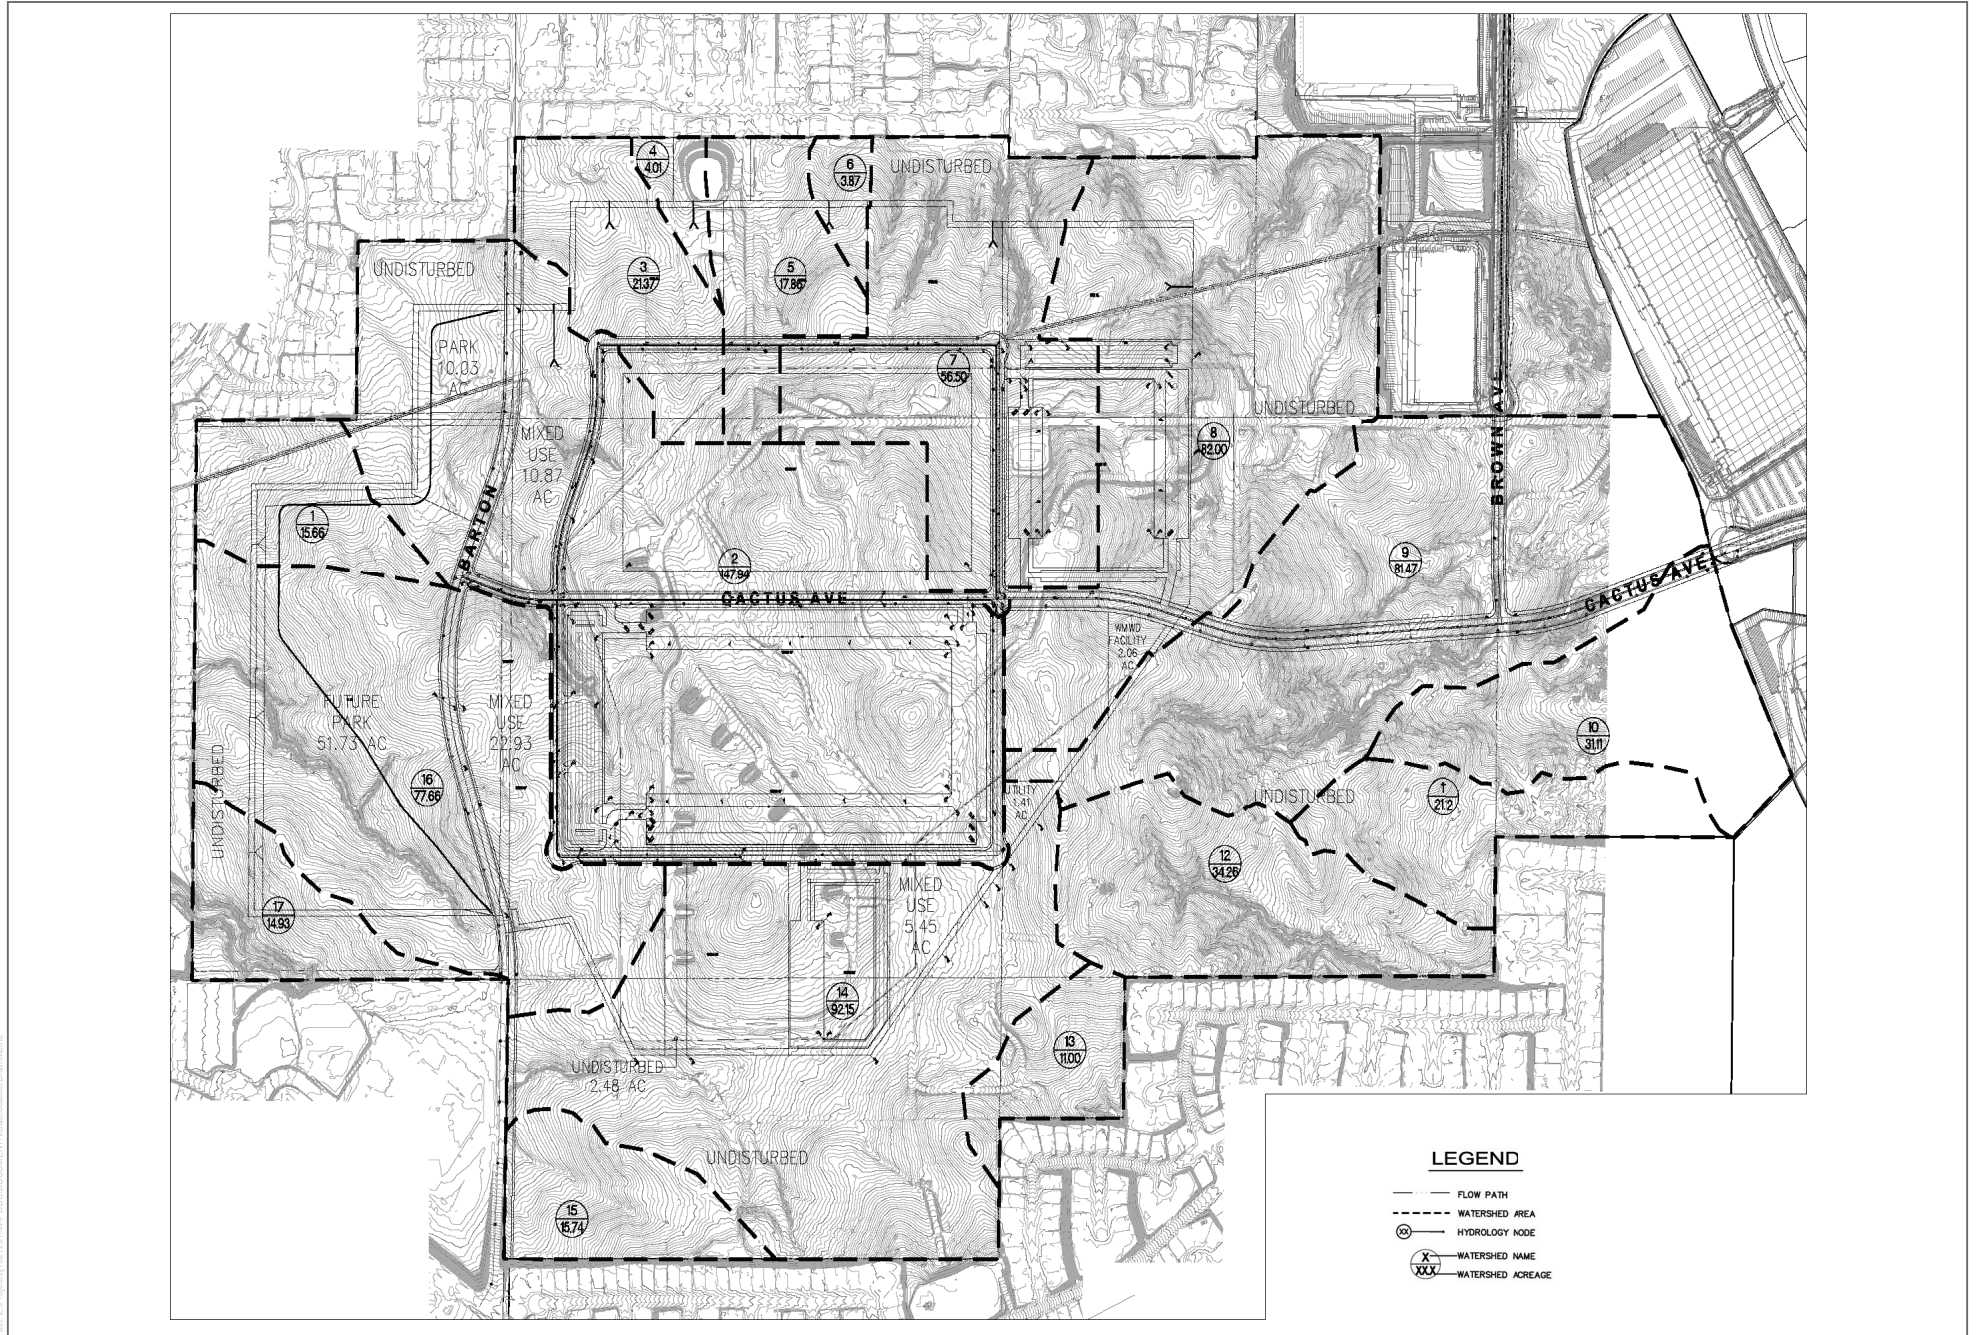 4
4.01
6
3.87
UNDISTURBED
UNDISTURBED
3
21.37
5
17.86
PARK
10.03
AC
7
56.50
MIXED
USE
10.87
AC
UNDISTURBED
8
82.00
BROWN AVE
BARTON
1
15.66
2
147.94
9
81.47
CACTUS AVE
CACTUS AVE
WMWD
FACILITY
2.06
AC
FUTURE
PARK
51.73 AC
MIXED
USE
22.93
AC
10
31.11
UNDISTURBED
16
77.66
UTILITY
1.41
AC
UNDISTURBED
21.2
12
34.26
MIXED
USE
5.45
AC
17
14.93
14
92.15
13
11.00
UNDISTURBED
2.48 AC
UNDISTURBED
15
15.74
LEGEND
FLOW PATH
WATERSHED AREA
XX
HYDROLOGY NODE
X
WATERSHED NAME
XXX
WATERSHED ACREAGE